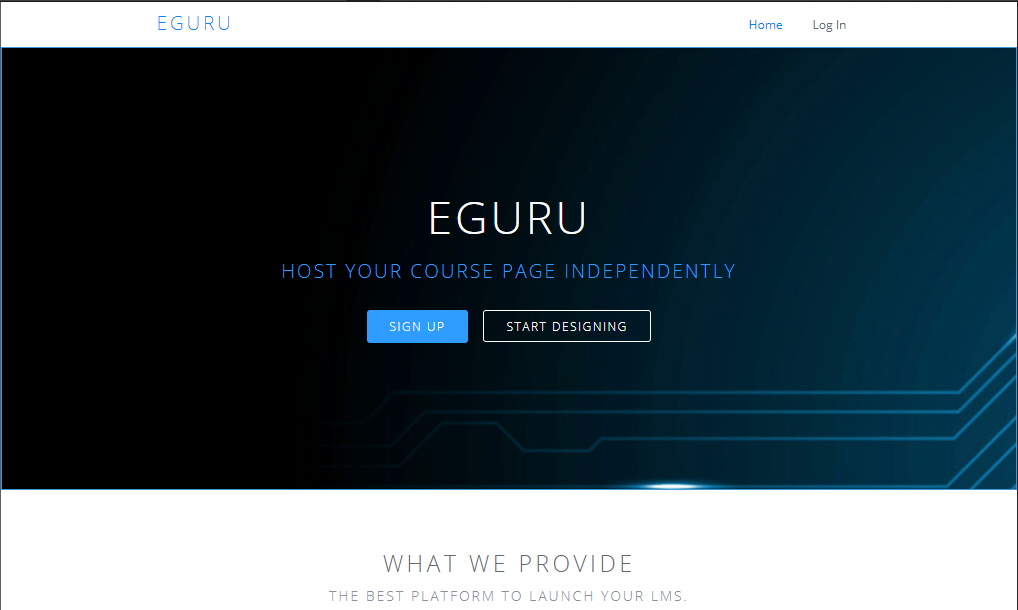 EGURU
Home Log In
EGURU
HOST YOUR COURSE PAGE INDEPENDENTLY
SIGN UP START DESIGNING
WHAT WE PROVIDE
THE BEST PLATFORM TO LAUNCH YOUR LMS.